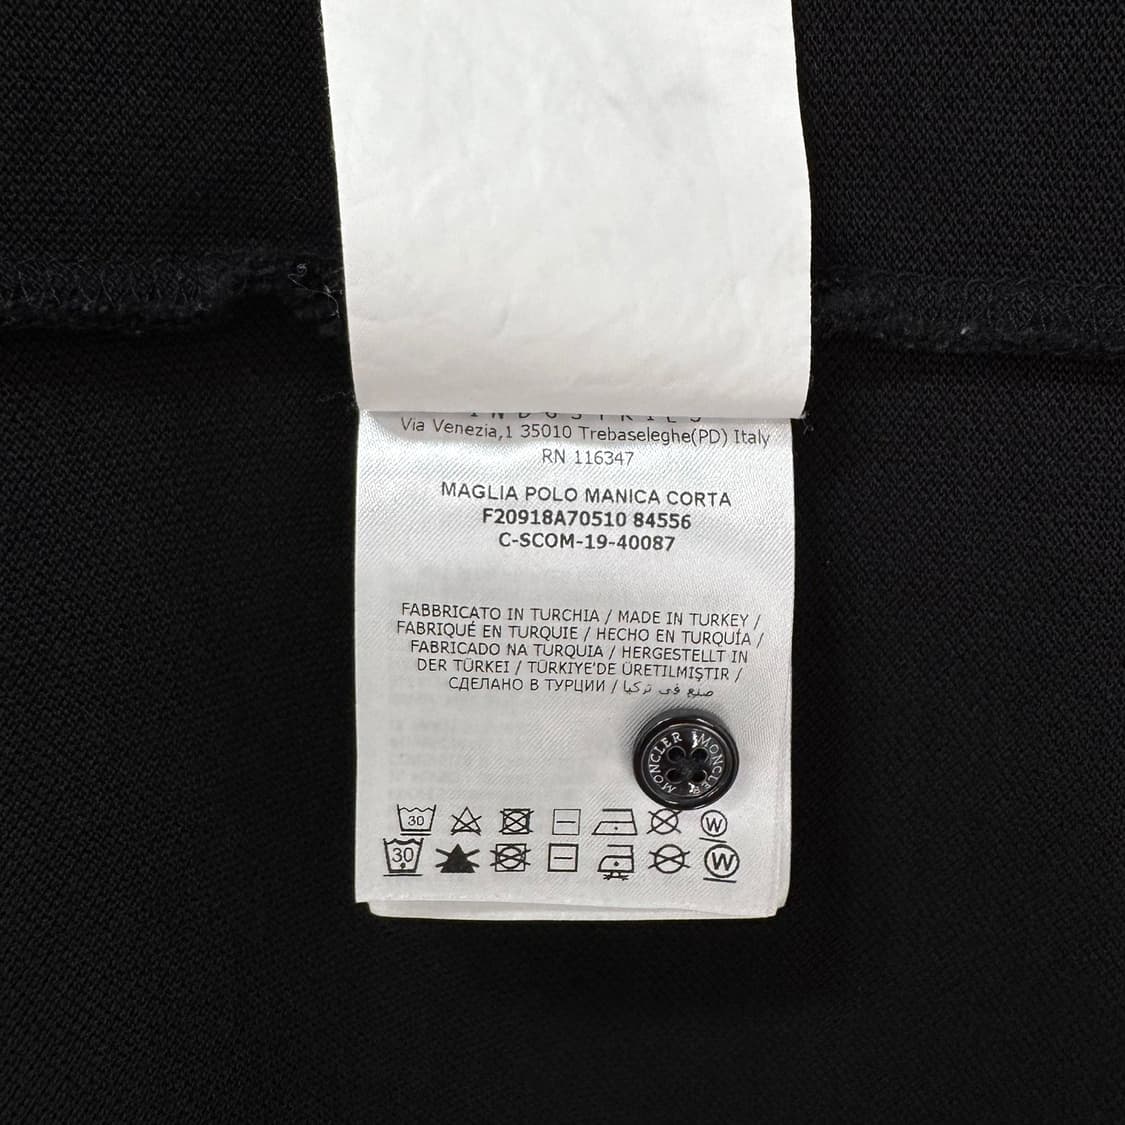 INDUSTRIES
Via Venezia,1 35010 Trebaseleghe(PD) Italy
RN 116347
MAGLIA POLO MANICA CORTA
F20918A70510 84556
C-SCOM-19-40087
FABBRICATO IN TURCHIA / MADE IN TURKEY /
FABRIQUÉ EN TURQUIE / HECHO EN TURQUÍA /
FABRICADO NA TURQUIA / HERGESTELLT IN
DER TÜRKEI / TÜRKIYE'DE ÜRETILMIŞTIR /
СДЕЛАНО В ТУРЦИИ / صنع في تركيا
MONCLER MONCLER
30 W
30 W